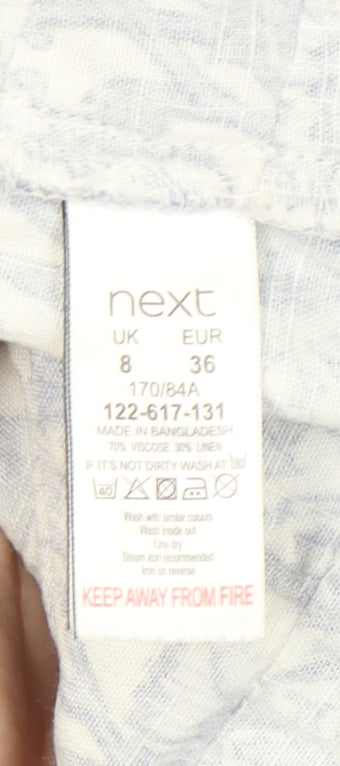 next
UK EUR
8 36
170/84A
122-617-131
MADE IN BANGLADESH
70% VISCOSE 30% LINEN
IF IT'S NOT DIRTY WASH AT 30°
40
Wash with similar colours
Wash inside out
Line dry
Steam iron recommended
Iron on reverse
KEEP AWAY FROM FIRE